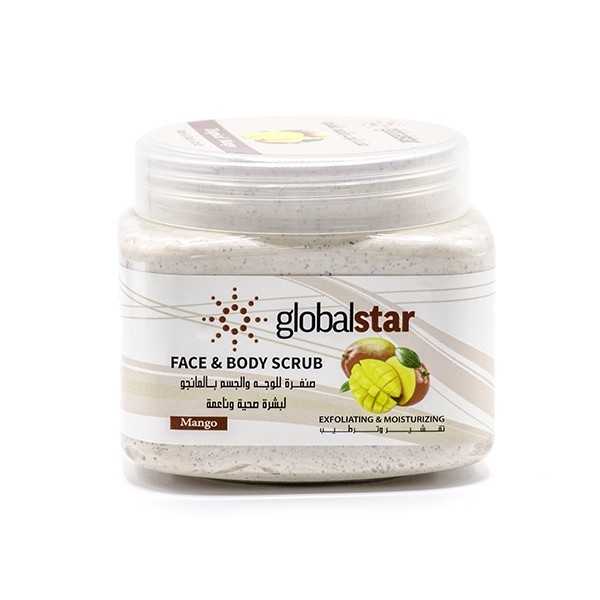 globalstar
FACE & BODY SCRUB
صنفرة للوجه والجسم بالمانجو
لبشرة صحية وناعمة
Mango
EXFOLIATING & MOISTURIZING
تقشير وترطيب